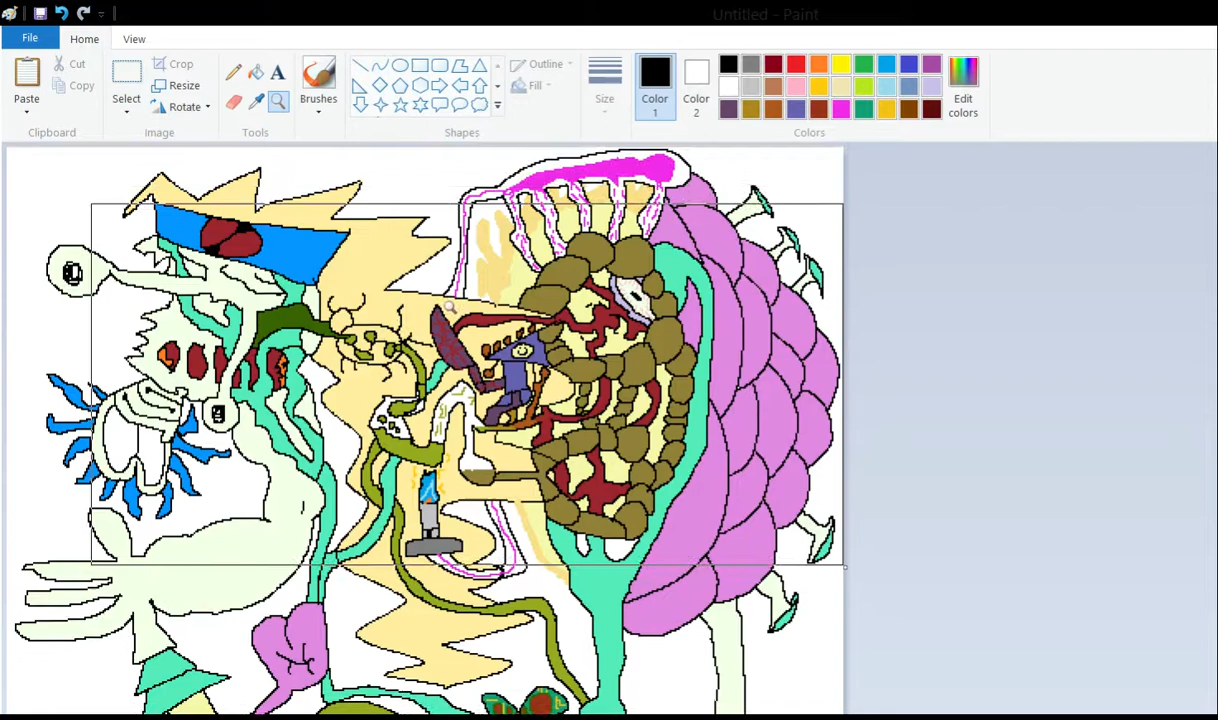 Untitled - Paint
File
Home
View
Paste
Cut
Copy
Clipboard
Select
Crop
Resize
Rotate
Image
A
Tools
Brushes
Outline
Fill
Shapes
Size
Color
1
Color
2
Edit
colors
Colors